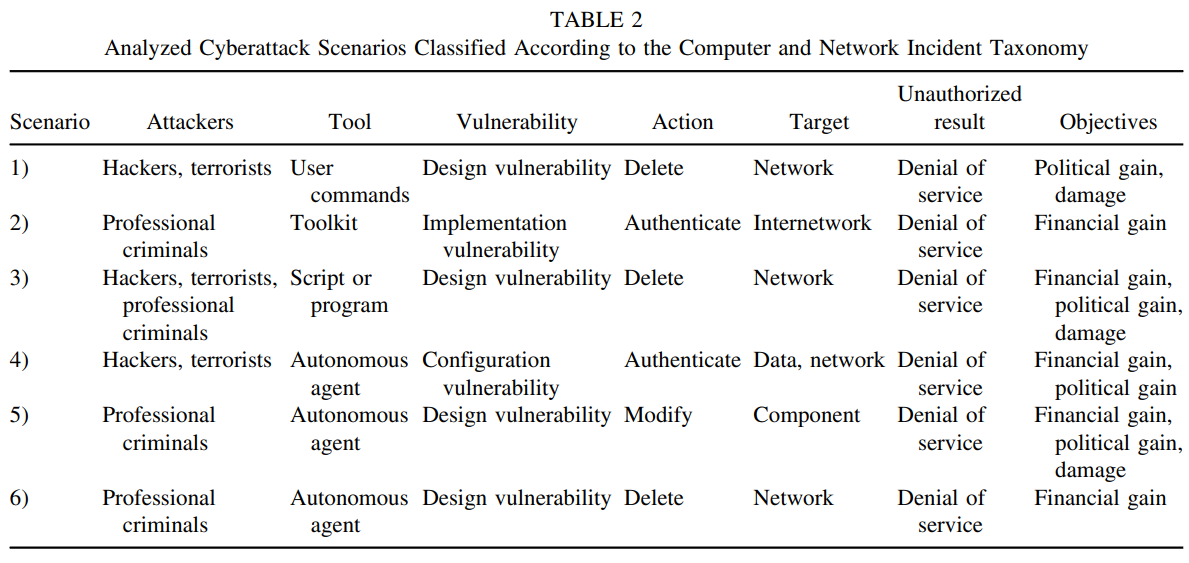 TABLE 2
Analyzed Cyberattack Scenarios Classified According to the Computer and Network Incident Taxonomy
Unauthorized
Scenario Attackers Tool Vulnerability Action Target result Objectives
1) Hackers, terrorists User Design vulnerability Delete Network Denial of Political gain,
commands service damage
2) Professional Toolkit Implementation Authenticate Internetwork Denial of Financial gain
criminals vulnerability service
3) Hackers, terrorists, Script or Design vulnerability Delete Network Denial of Financial gain,
professional program service political gain,
criminals damage
4) Hackers, terrorists Autonomous Configuration Authenticate Data, network Denial of Financial gain,
agent vulnerability service political gain
5) Professional Autonomous Design vulnerability Modify Component Denial of Financial gain,
criminals agent service political gain,
damage
6) Professional Autonomous Design vulnerability Delete Network Denial of Financial gain
criminals agent service